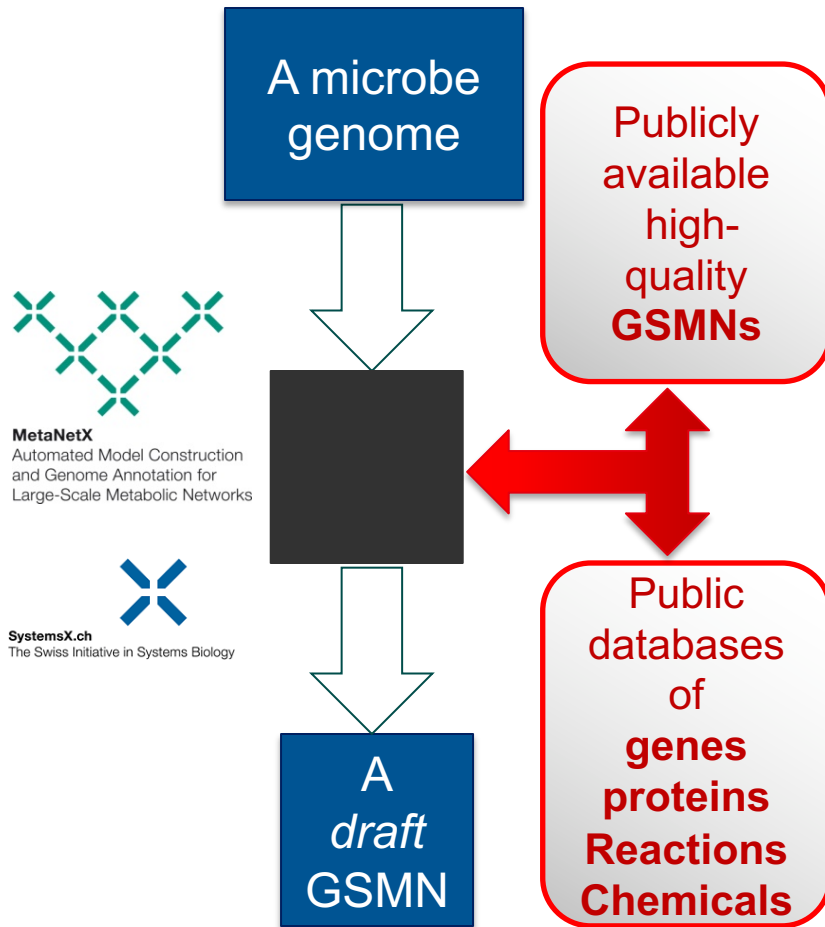 A microbe
genome
Publicly
available
high-
quality
GSMNs
MetaNetX
Automated Model Construction
and Genome Annotation for
Large-Scale Metabolic Networks
SystemsX.ch
The Swiss Initiative in Systems Biology
A
draft
GSMN
Public
databases
of
genes
proteins
Reactions
Chemicals